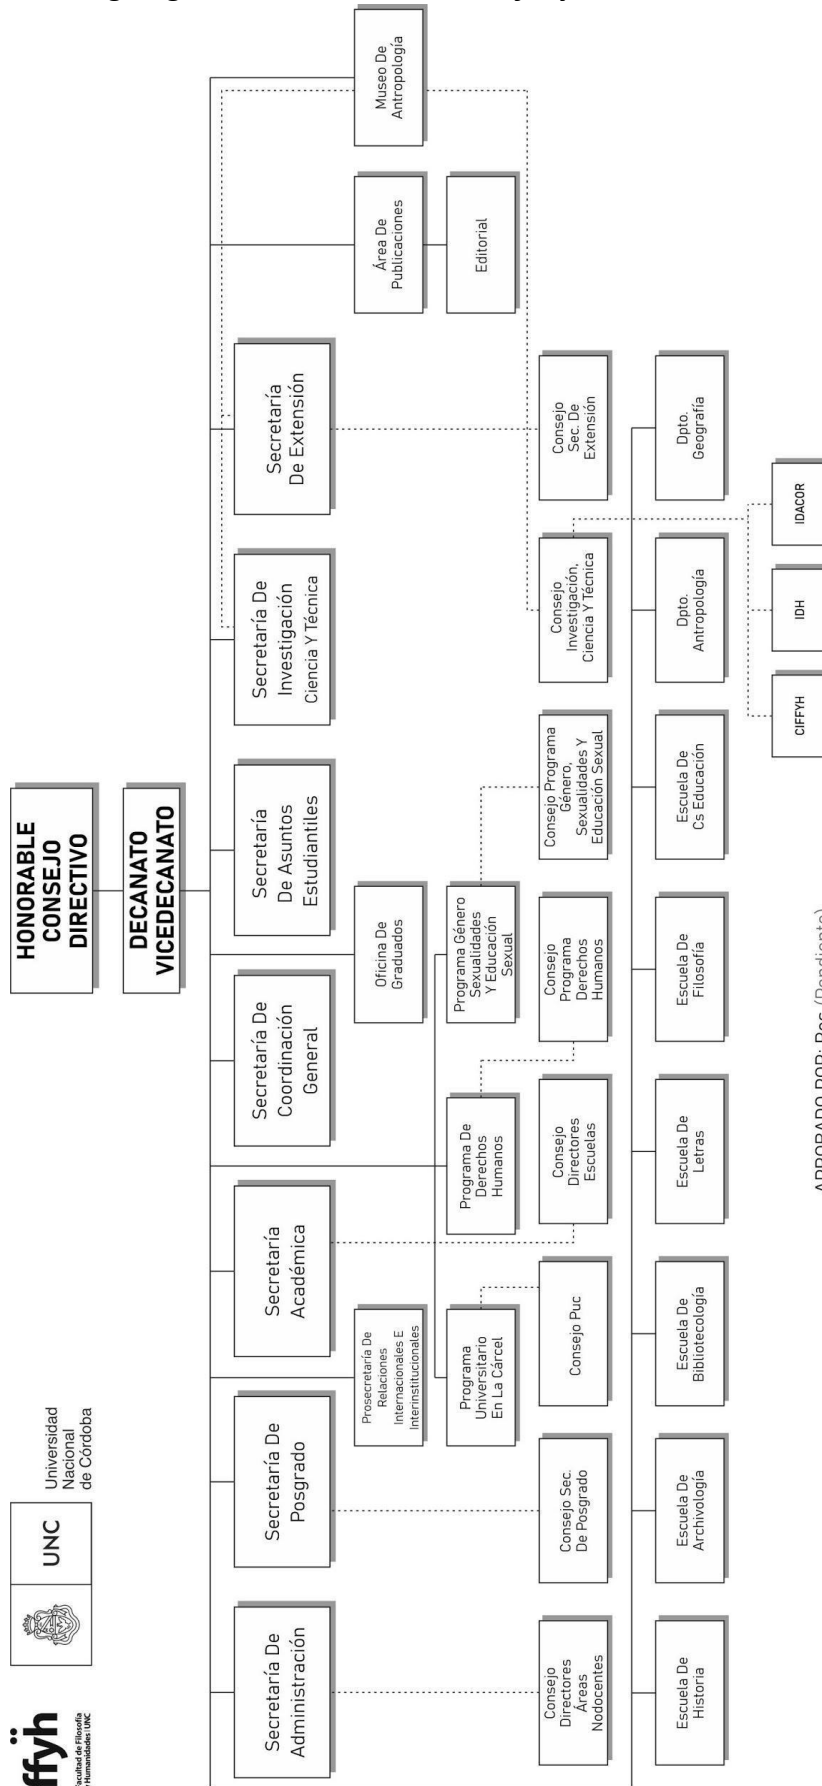 ffyh
Facultad de Filosofía
y Humanidades | UNC
UNC
Universidad
Nacional
de Córdoba
HONORABLE
CONSEJO
DIRECTIVO
DECANATO
VICEDECANATO
Secretaría De
Administración
Secretaría De
Posgrado
Secretaría
Académica
Secretaría De
Coordinación
General
Secretaría
De Asuntos
Estudiantiles
Secretaría De
Investigación
Ciencia Y Técnica
Secretaría
De Extensión
Prosecretaría De
Relaciones
Internacionales E
Interinstitucionales
Oficina De
Graduados
Área De
Publicaciones
Museo De
Antropología
Programa
Universitario
En La Cárcel
Programa De
Derechos
Humanos
Programa Género
Sexualidades
Y Educación
Sexual
Editorial
Consejo
Directores
Áreas
Nodocentes
Consejo Sec.
De Posgrado
Consejo Puc
Consejo
Directores
Escuelas
Consejo
Programa
Derechos
Humanos
Consejo Programa
Género,
Sexualidades Y
Educación Sexual
Consejo
Investigación,
Ciencia Y Técnica
Consejo
Sec. De
Extensión
Escuela De
Historia
Escuela De
Archivología
Escuela De
Bibliotecología
Escuela De
Letras
Escuela De
Filosofía
Escuela De
Cs Educación
Dpto.
Antropología
Dpto.
Geografía
CIFFYH
IDH
IDACOR
APROBADO POR: Res. (Pendiente)